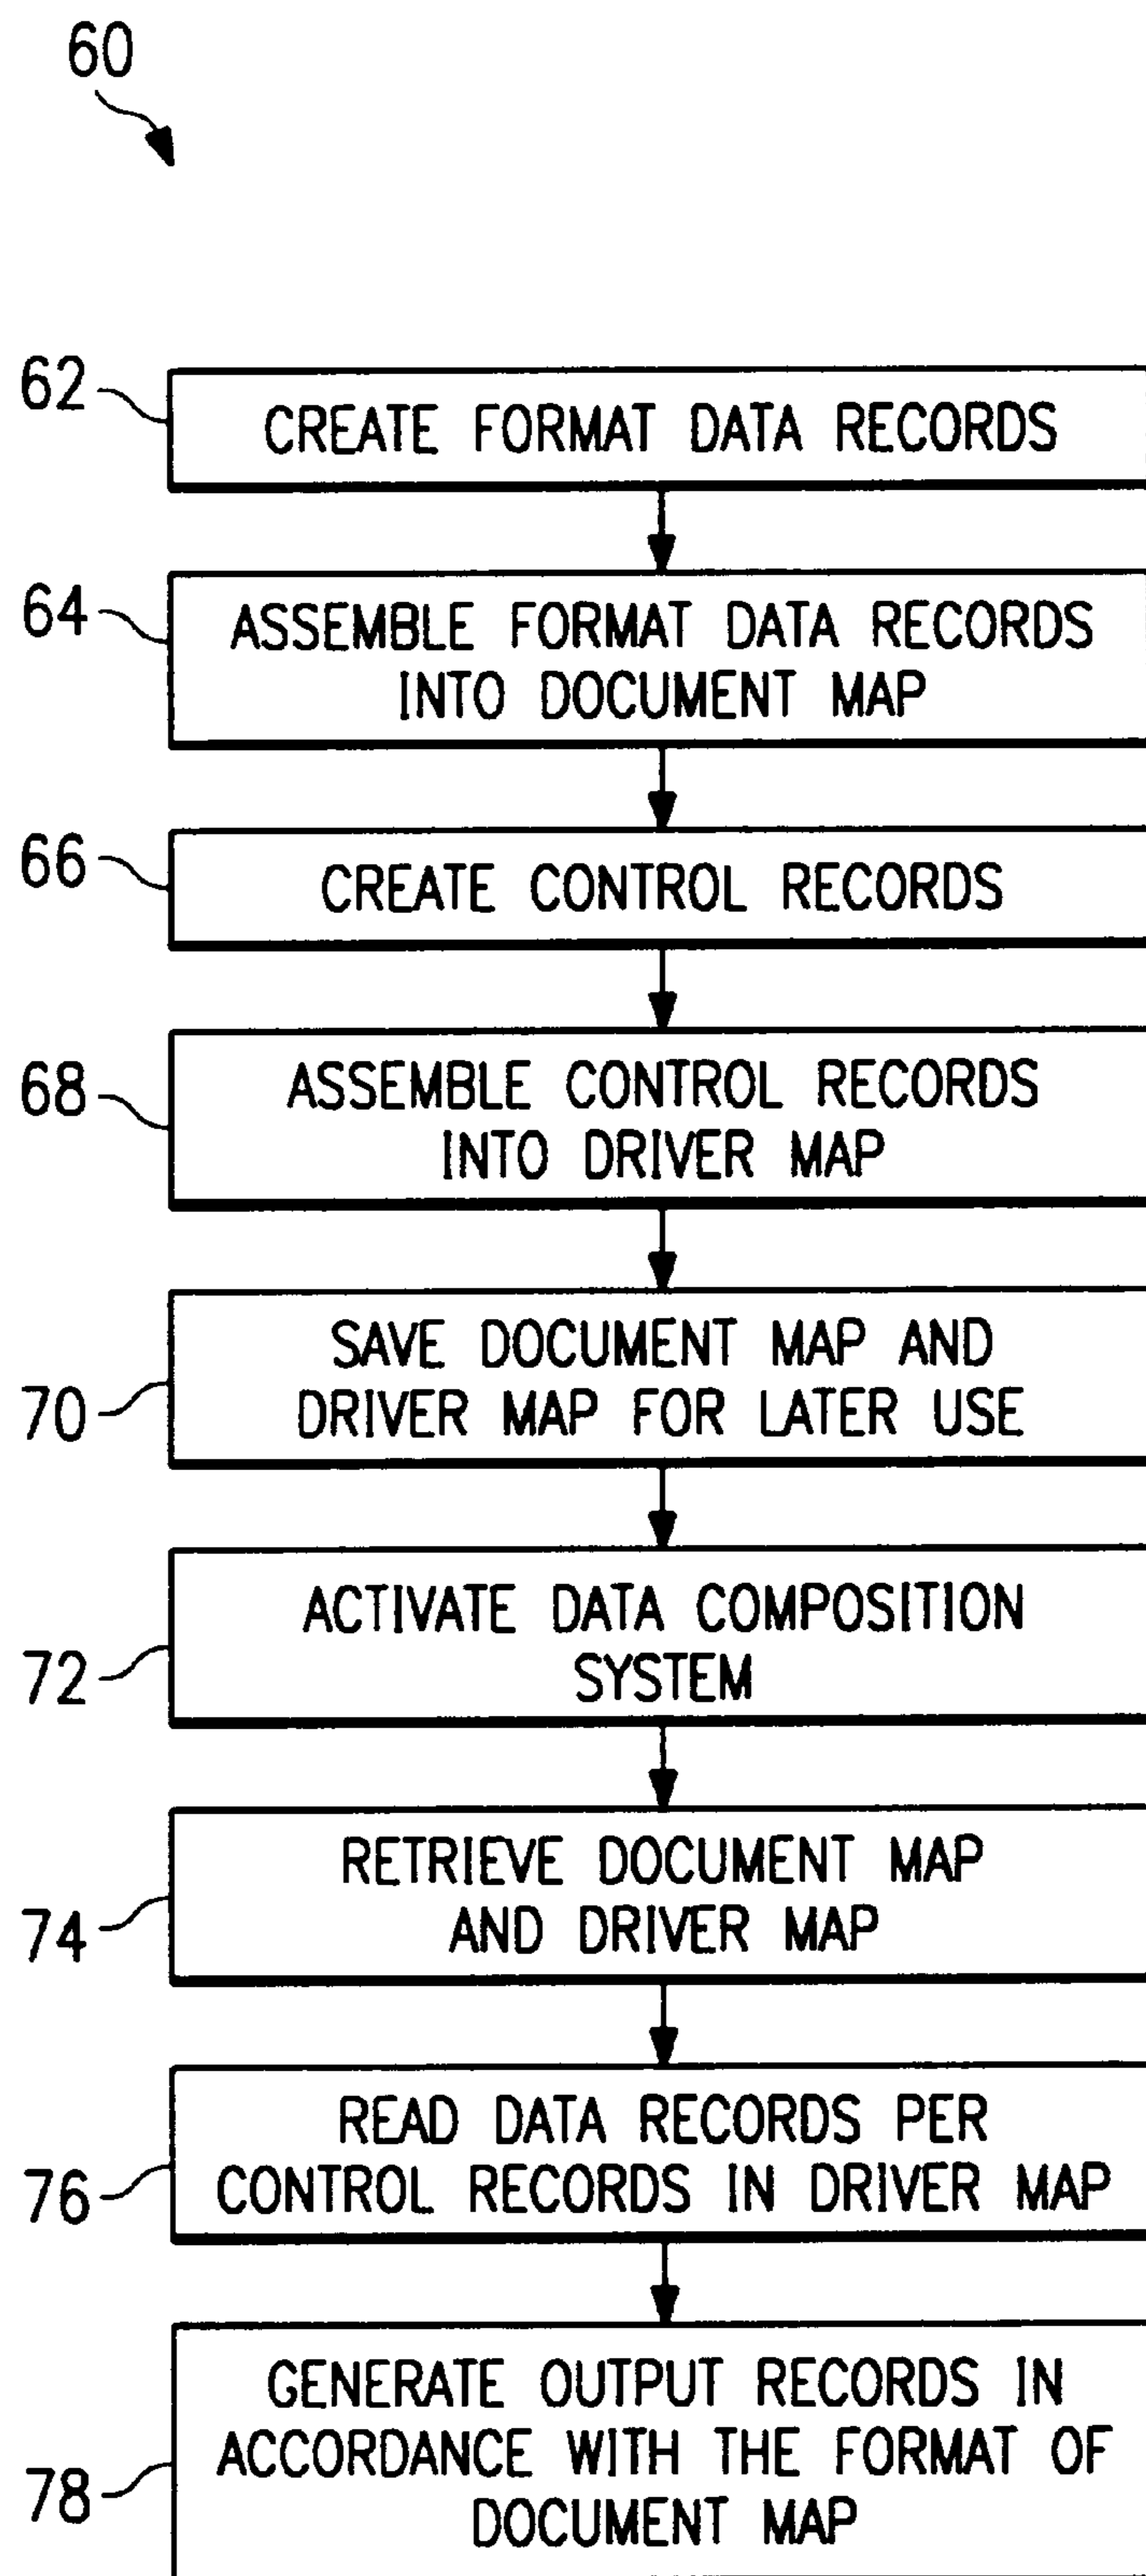 60
62
CREATE FORMAT DATA RECORDS
64
ASSEMBLE FORMAT DATA RECORDS
INTO DOCUMENT MAP
66
CREATE CONTROL RECORDS
68
ASSEMBLE CONTROL RECORDS
INTO DRIVER MAP
70
SAVE DOCUMENT MAP AND
DRIVER MAP FOR LATER USE
72
ACTIVATE DATA COMPOSITION
SYSTEM
74
RETRIEVE DOCUMENT MAP
AND DRIVER MAP
76
READ DATA RECORDS PER
CONTROL RECORDS IN DRIVER MAP
78
GENERATE OUTPUT RECORDS IN
ACCORDANCE WITH THE FORMAT OF
DOCUMENT MAP